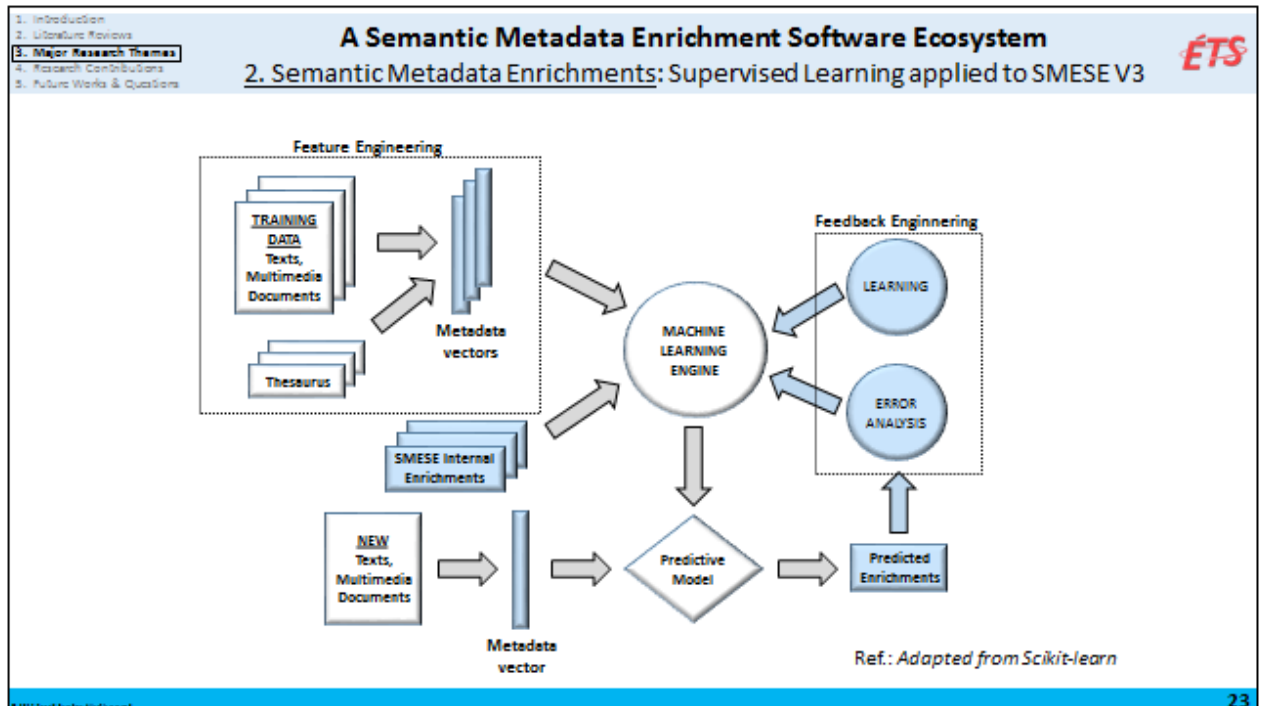 1. Introduction
2. Literature Reviews
3. Major Research Themes
4. Research Contributions
5. Future Works & Questions
A Semantic Metadata Enrichment Software Ecosystem
2. Semantic Metadata Enrichments: Supervised Learning applied to SMESE V3
ÉTS
Feature Engineering
TRAINING
DATA
Texts,
Multimedia
Documents
Thesaurus
Metadata
vectors
SMESE Internal
Enrichments
MACHINE
LEARNING
ENGINE
Feedback Enginnering
LEARNING
ERROR
ANALYSIS
NEW
Texts,
Multimedia
Documents
Metadata
vector
Predictive
Model
Predicted
Enrichments
Ref.: Adapted from Scikit-learn
23